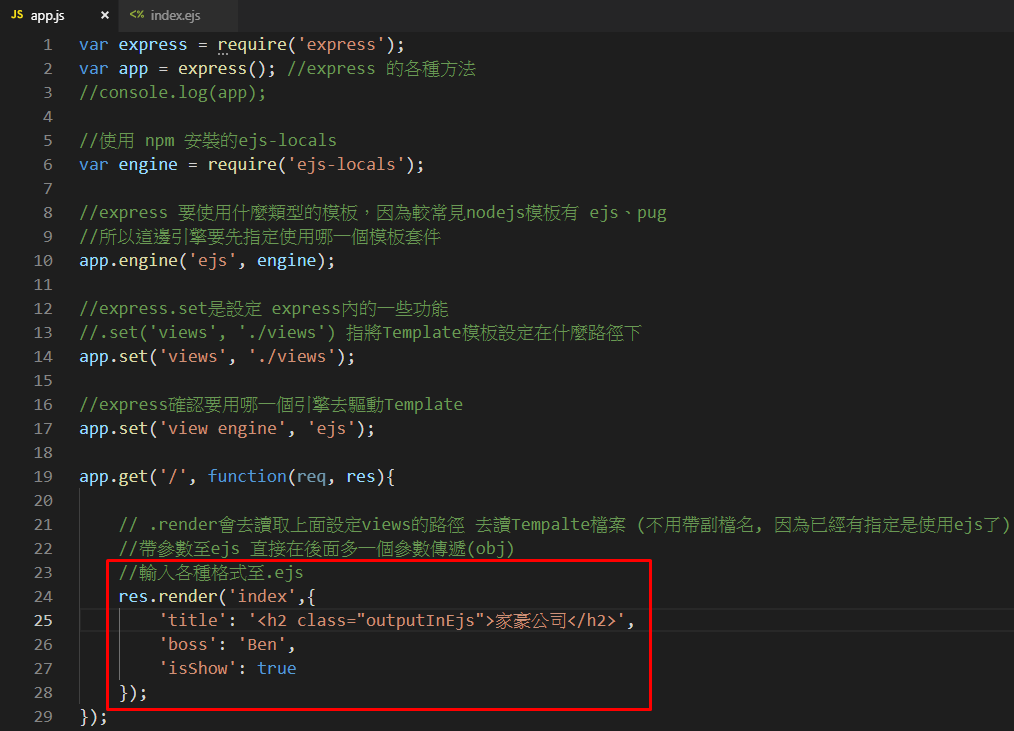 JS app.js × <% index.ejs
1 var express = require('express');
2 var app = express(); //express 的各種方法
3 //console.log(app);
4
5 //使用 npm 安裝的ejs-locals
6 var engine = require('ejs-locals');
7
8 //express 要使用什麼類型的模板，因為較常見nodejs模板有 ejs、pug
9 //所以這邊引擎要先指定使用哪一個模板套件
10 app.engine('ejs', engine);
11
12 //express.set是設定 express內的一些功能
13 //.set('views', './views') 指將Template模板設定在什麼路徑下
14 app.set('views', './views');
15
16 //express確認要用哪一個引擎去驅動Template
17 app.set('view engine', 'ejs');
18
19 app.get('/', function(req, res){
20
21 // .render會去讀取上面設定views的路徑 去讀Tempalte檔案 (不用帶副檔名, 因為已經有指定是使用ejs了)
22 //帶參數至ejs 直接在後面多一個參數傳遞(obj)
23 //輸入各種格式至.ejs
24 res.render('index',{
25 'title': '<h2 class="outputInEjs">家豪公司</h2>',
26 'boss': 'Ben',
27 'isShow': true
28 });
29 });